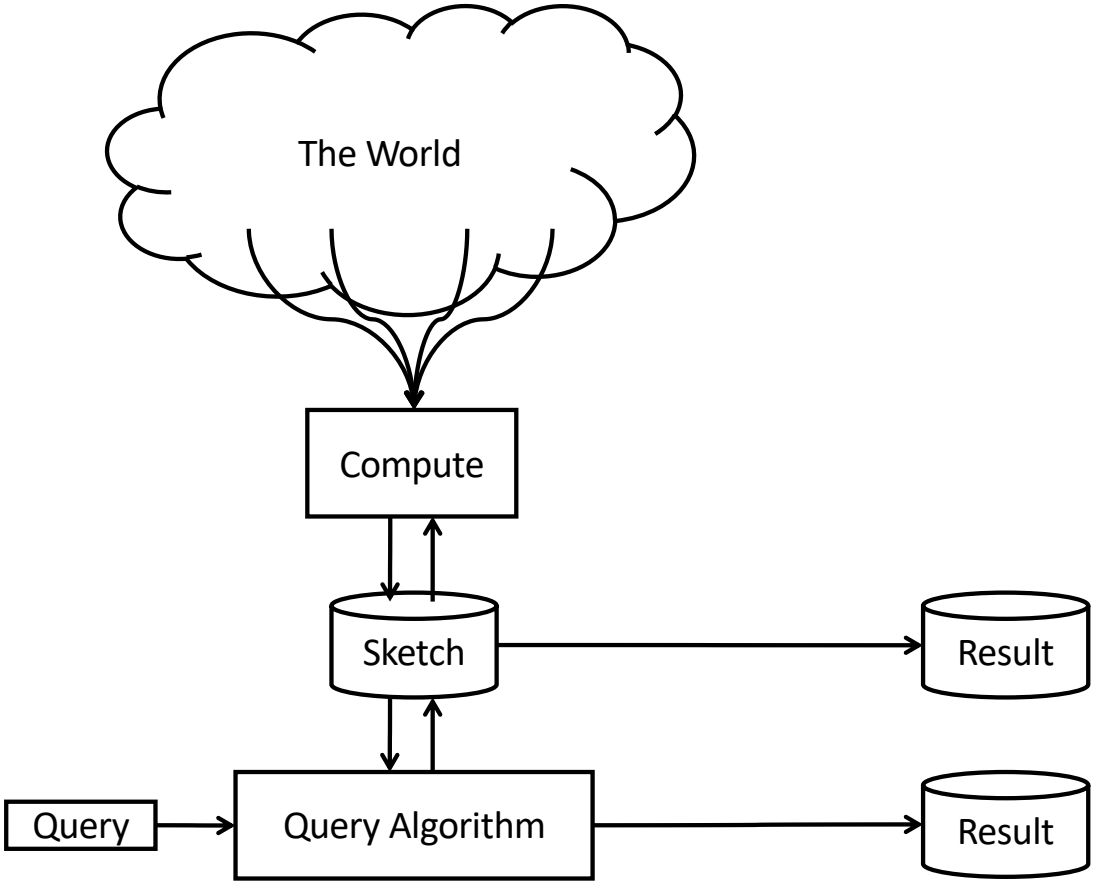 The World
Compute
Sketch
Result
Query
Query Algorithm
Result